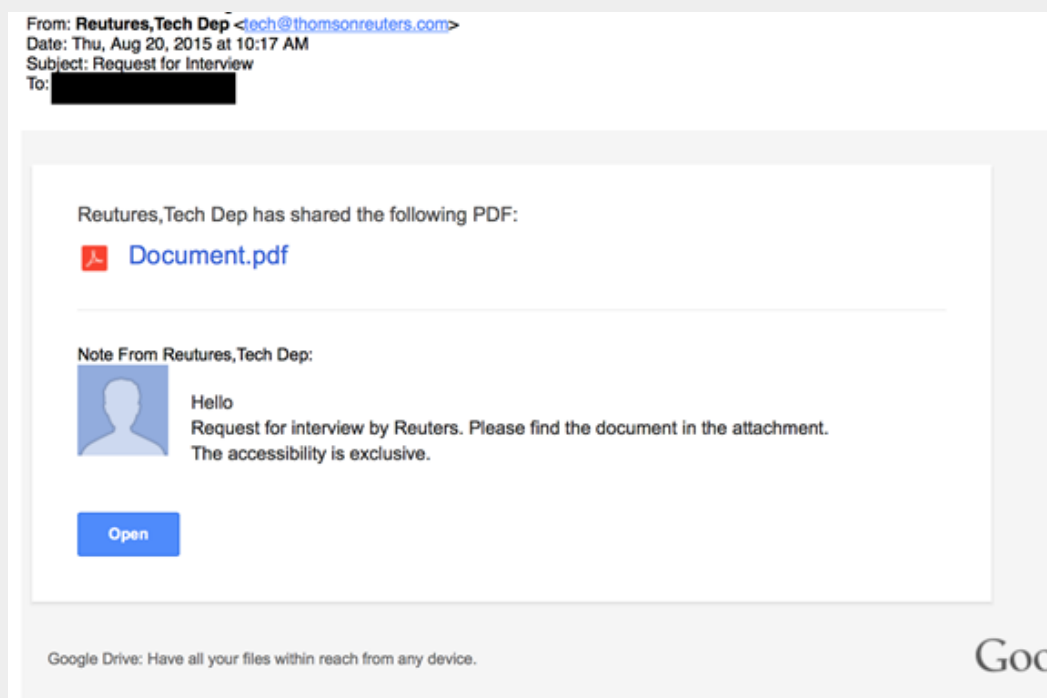 From: Reutures,Tech Dep <tech@thomsonreuters.com>
Date: Thu, Aug 20, 2015 at 10:17 AM
Subject: Request for Interview
To:
Reutures,Tech Dep has shared the following PDF:
Document.pdf
Note From Reutures,Tech Dep:
Hello
Request for interview by Reuters. Please find the document in the attachment.
The accessibility is exclusive.
Open
Google Drive: Have all your files within reach from any device.